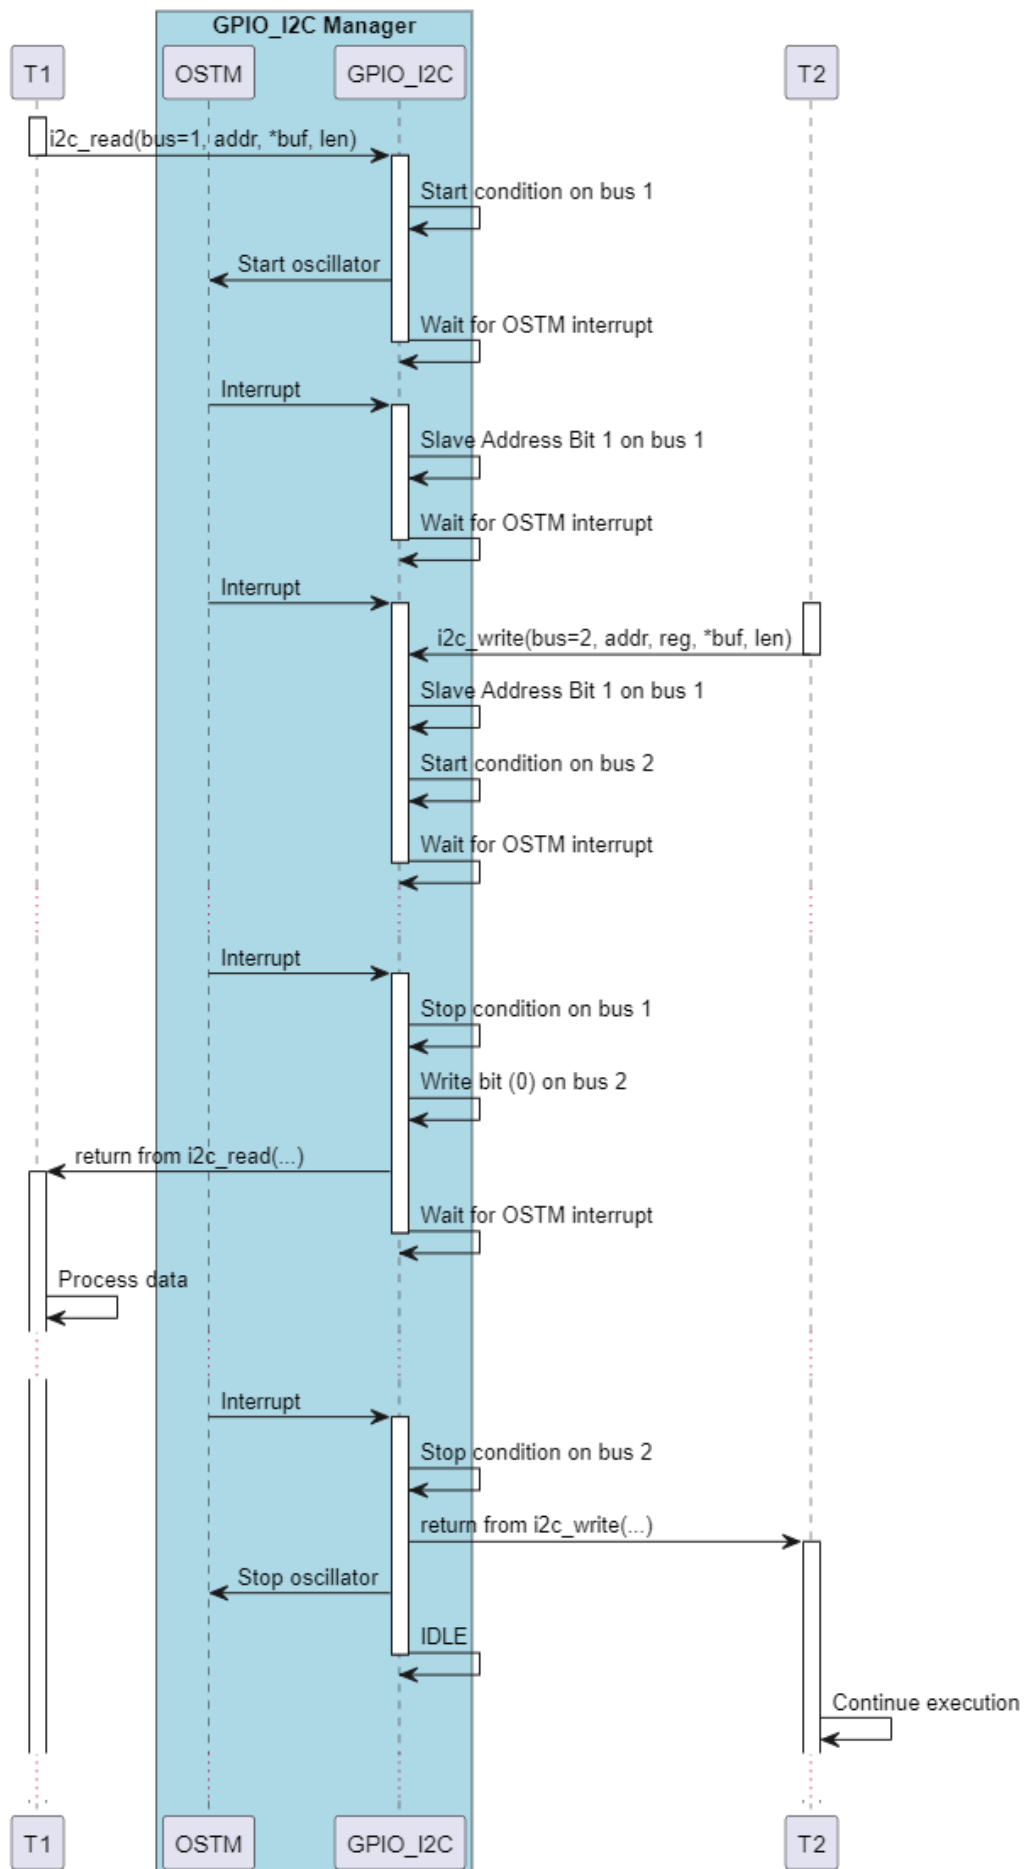 GPIO_I2C Manager
T1
OSTM
GPIO_I2C
T2
i2c_read(bus=1, addr, *buf, len)
Start condition on bus 1
Start oscillator
Wait for OSTM interrupt
Interrupt
Slave Address Bit 1 on bus 1
Wait for OSTM interrupt
Interrupt
i2c_write(bus=2, addr, reg, *buf, len)
Slave Address Bit 1 on bus 1
Start condition on bus 2
Wait for OSTM interrupt
Interrupt
Stop condition on bus 1
Write bit (0) on bus 2
return from i2c_read(...)
Wait for OSTM interrupt
Process data
Interrupt
Stop condition on bus 2
return from i2c_write(...)
Stop oscillator
IDLE
Continue execution
T1
OSTM
GPIO_I2C
T2